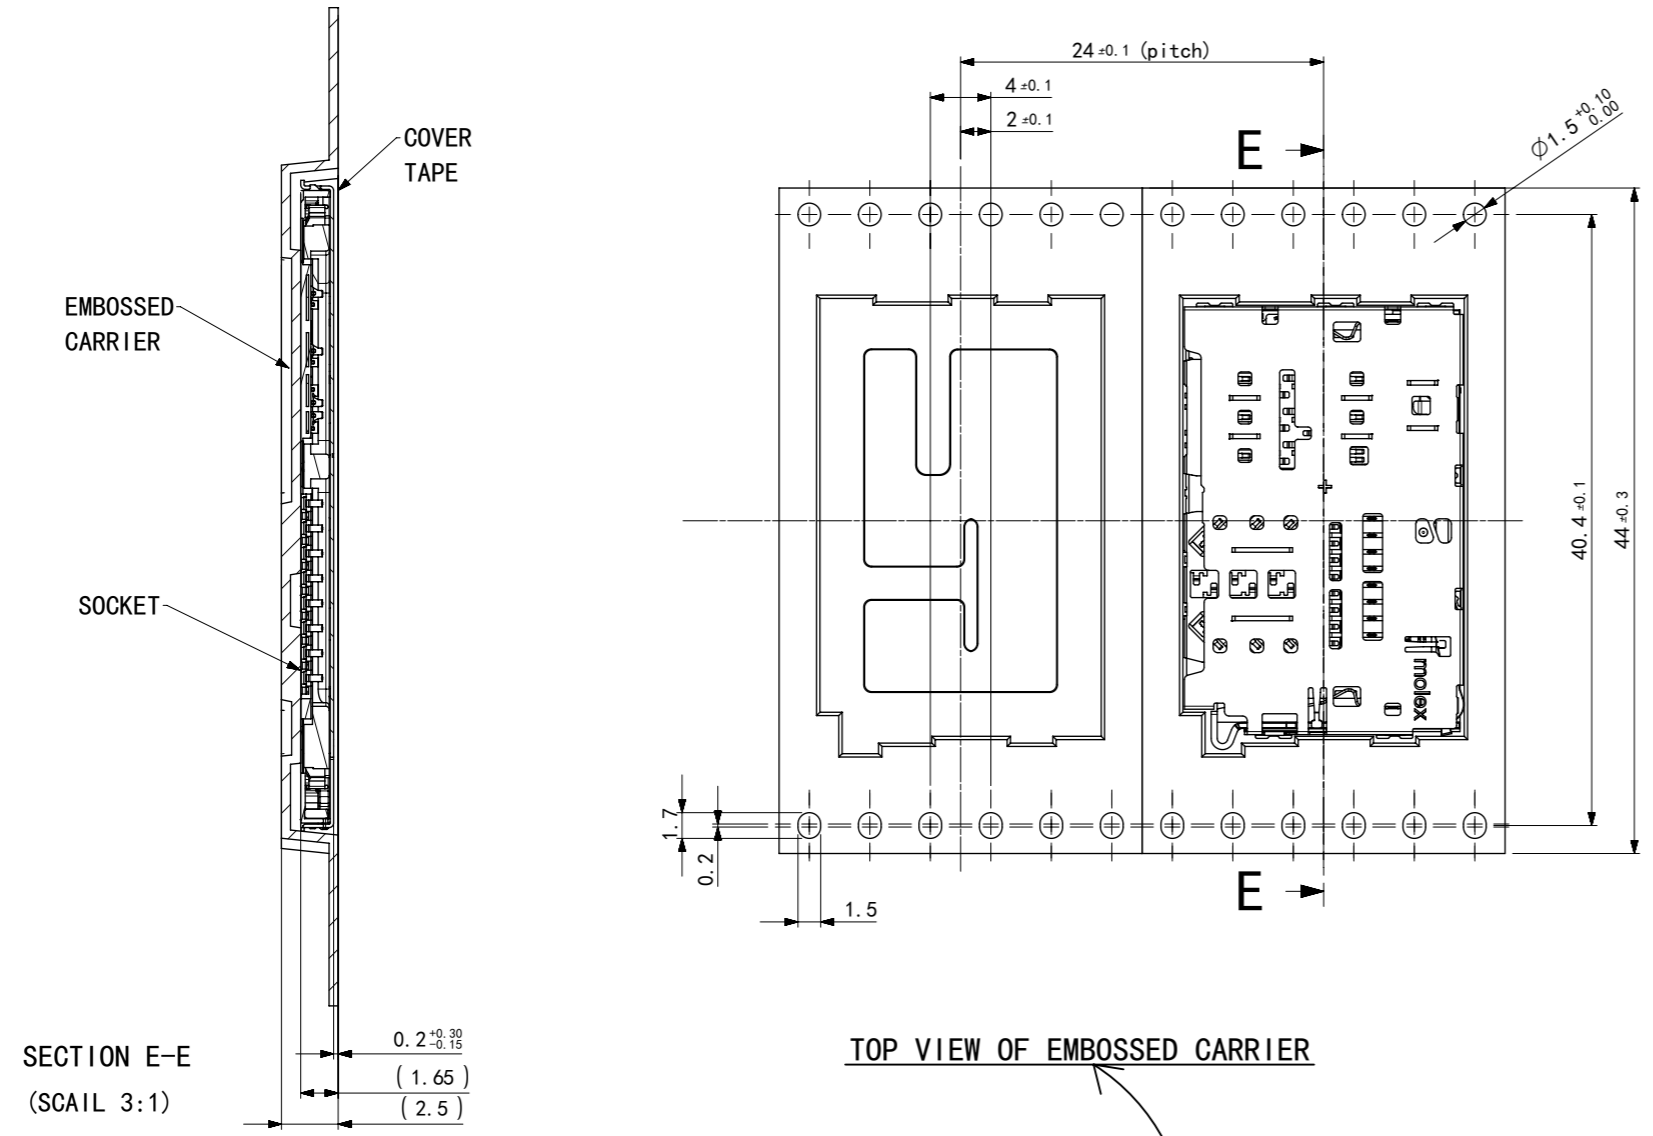 24 ±0.1 (pitch)
4 ±0.1
2 ±0.1
E
Ø1.5 +0.10
0.00
COVER
TAPE
EMBOSSED
CARRIER
SOCKET
40.4 ±0.1
44 ±0.3
molex
1.7
0.2
1.5
E
SECTION E-E
(SCAIL 3:1)
0.2 +0.30
-0.15
(1.65)
(2.5)
TOP VIEW OF EMBOSSED CARRIER